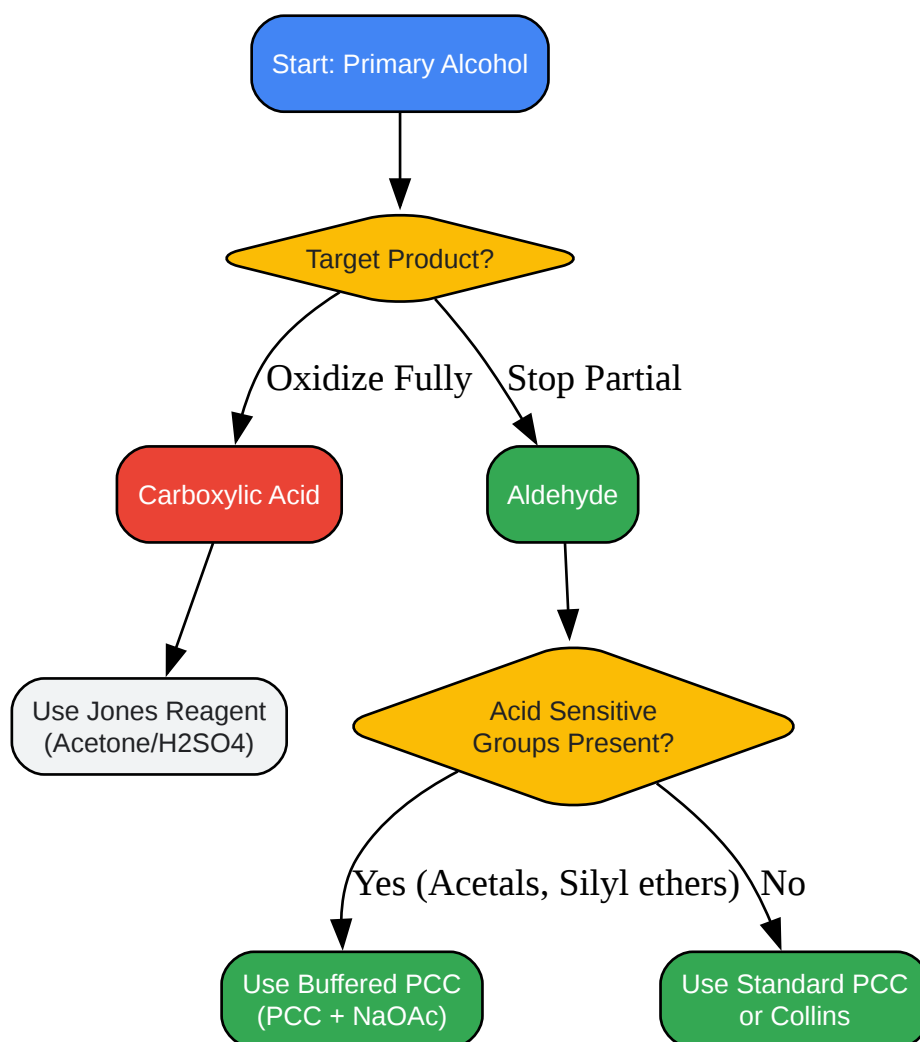 Start: Primary Alcohol
Target Product?
Oxidize Fully
Stop Partial
Carboxylic Acid
Aldehyde
Use Jones Reagent
(Acetone/H2SO4)
Acid Sensitive
Groups Present?
Yes (Acetals, Silyl ethers)
No
Use Buffered PCC
(PCC + NaOAc)
Use Standard PCC
or Collins